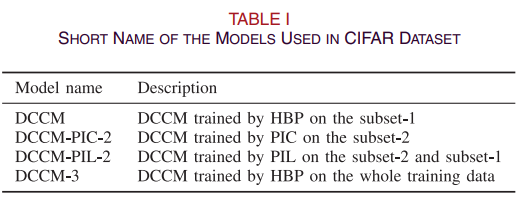 TABLE I
SHORT NAME OF THE MODELS USED IN CIFAR DATASET
Model name Description
DCCM DCCM trained by HBP on the subset-1
DCCM-PIC-2 DCCM trained by PIC on the subset-2
DCCM-PIL-2 DCCM trained by PIL on the subset-2 and subset-1
DCCM-3 DCCM trained by HBP on the whole training data